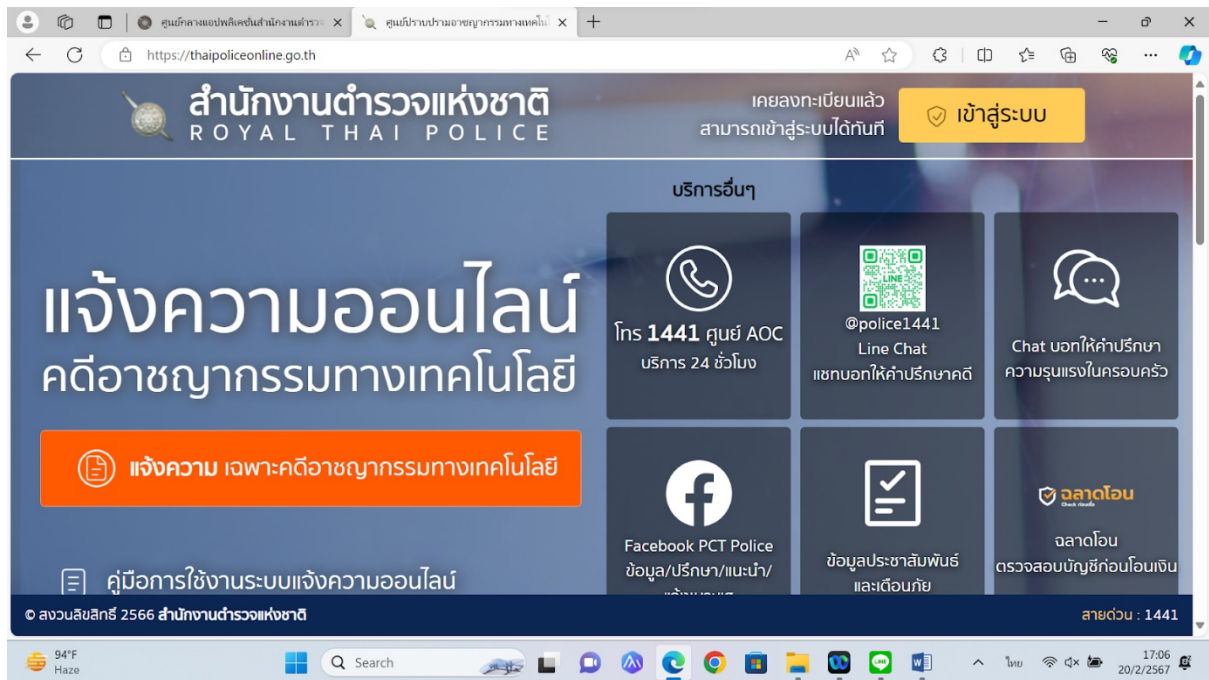 ศูนย์กลางแอปพลิเคชันสำนักงานตำรวจ
ศูนย์ปราบปรามอาชญากรรมทางเทคโนโลยี
https://thaipoliceonline.go.th
สำนักงานตำรวจแห่งชาติ
ROYAL THAI POLICE
เคยลงทะเบียนแล้ว
สามารถเข้าสู่ระบบได้ทันที
เข้าสู่ระบบ
แจ้งความออนไลน์
คดีอาชญากรรมทางเทคโนโลยี
แจ้งความ เฉพาะคดีอาชญากรรมทางเทคโนโลยี
คู่มือการใช้งานระบบแจ้งความออนไลน์
บริการอื่นๆ
โทร 1441 ศูนย์ AOC
บริการ 24 ชั่วโมง
LINE
@police1441
Line Chat
แชทบอทให้คำปรึกษาคดี
Chat บอทให้คำปรึกษา
ความรุนแรงในครอบครัว
Facebook PCT Police
ข้อมูล/ปรึกษา/แนะนำ/
ข้อมูลประชาสัมพันธ์
และเตือนภัย
ฉลาดโอน
ฉลาดโอน
ตรวจสอบบัญชีก่อนโอนเงิน
© สงวนลิขสิทธิ์ 2566 สำนักงานตำรวจแห่งชาติ
สายด่วน : 1441
94°F
Haze
Search
ไทย
17:06
20/2/2567